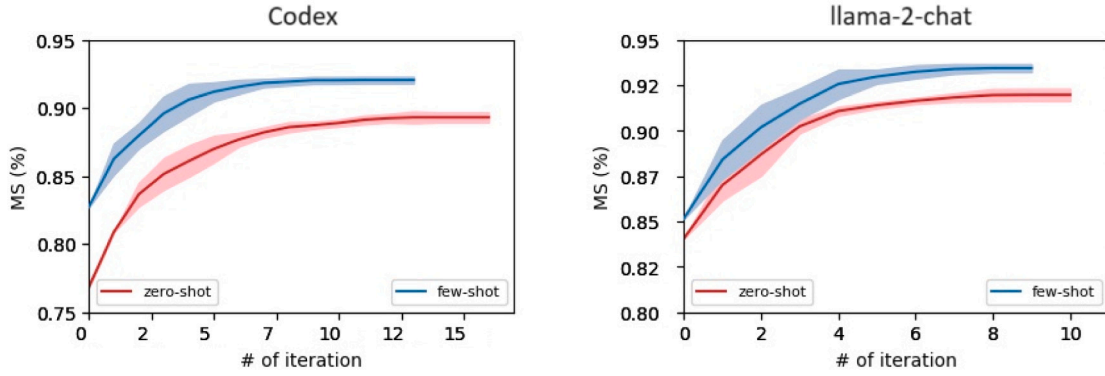 Codex
0.95
0.90
0.85
0.80
0.75
MS (%)
zero-shot
few-shot
0 2 5 7 10 13 15
# of iteration
llama-2-chat
0.95
0.92
0.90
0.87
0.85
0.82
0.80
MS (%)
zero-shot
few-shot
0 2 4 6 8 10
# of iteration